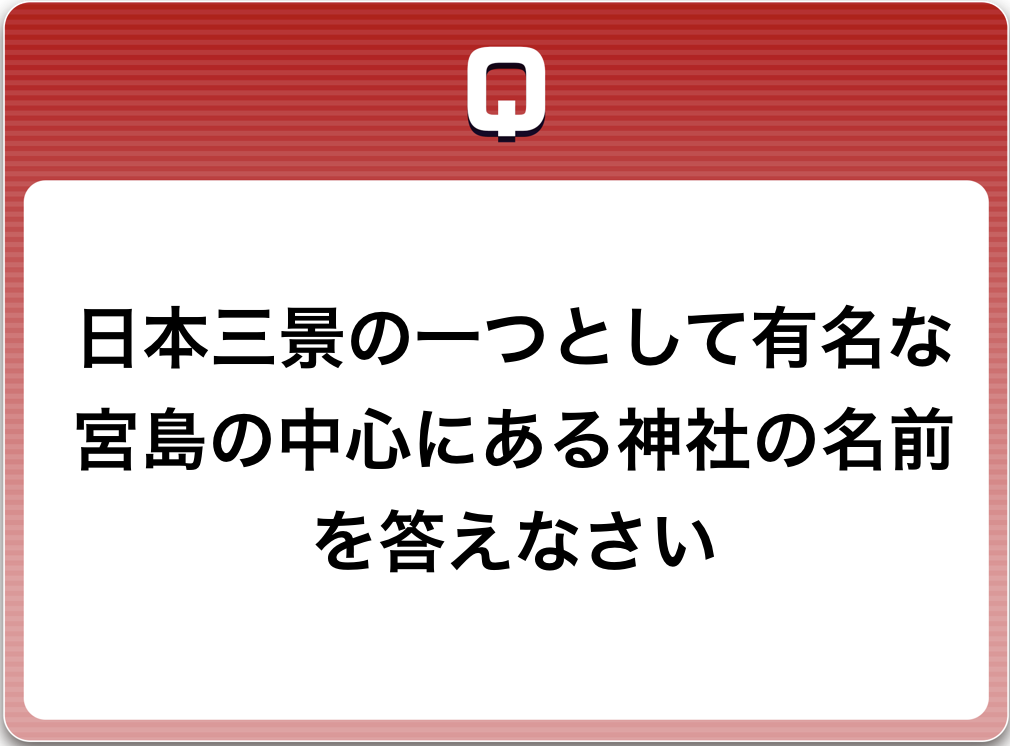 Q
日本三景の一つとして有名な
宮島の中心にある神社の名前
を答えなさい